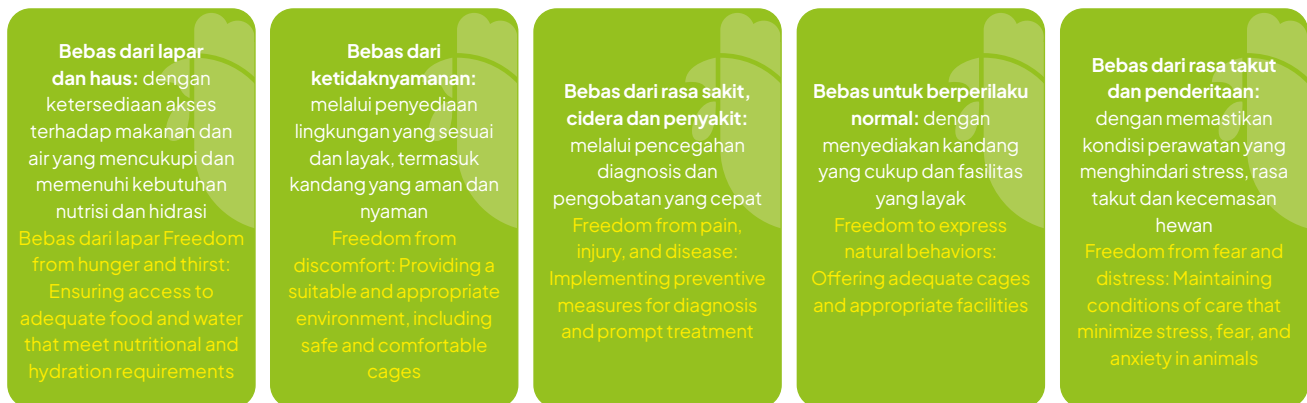 Bebas dari lapar
dan haus: dengan
ketersediaan akses
terhadap makanan dan
air yang mencukupi dan
memenuhi kebutuhan
nutrisi dan hidrasi
Bebas dari lapar Freedom
from hunger and thirst:
Ensuring access to
adequate food and water
that meet nutritional and
hydration requirements
Bebas dari
ketidaknyamanan:
melalui penyediaan
lingkungan yang sesuai
dan layak, termasuk
kandang yang aman dan
nyaman
Freedom from
discomfort: Providing a
suitable and appropriate
environment, including
safe and comfortable
cages
Bebas dari rasa sakit,
cidera dan penyakit:
melalui pencegahan
diagnosis dan
pengobatan yang cepat
Freedom from pain,
injury, and disease:
Implementing preventive
measures for diagnosis
and prompt treatment
Bebas untuk berperilaku
normal: dengan
menyediakan kandang
yang cukup dan fasilitas
yang layak
Freedom to express
natural behaviors:
Offering adequate cages
and appropriate facilities
Bebas dari rasa takut
dan penderitaan:
dengan memastikan
kondisi perawatan yang
menghindari stress, rasa
takut dan kecemasan
hewan
Freedom from fear and
distress: Maintaining
conditions of care that
minimize stress, fear, and
anxiety in animals